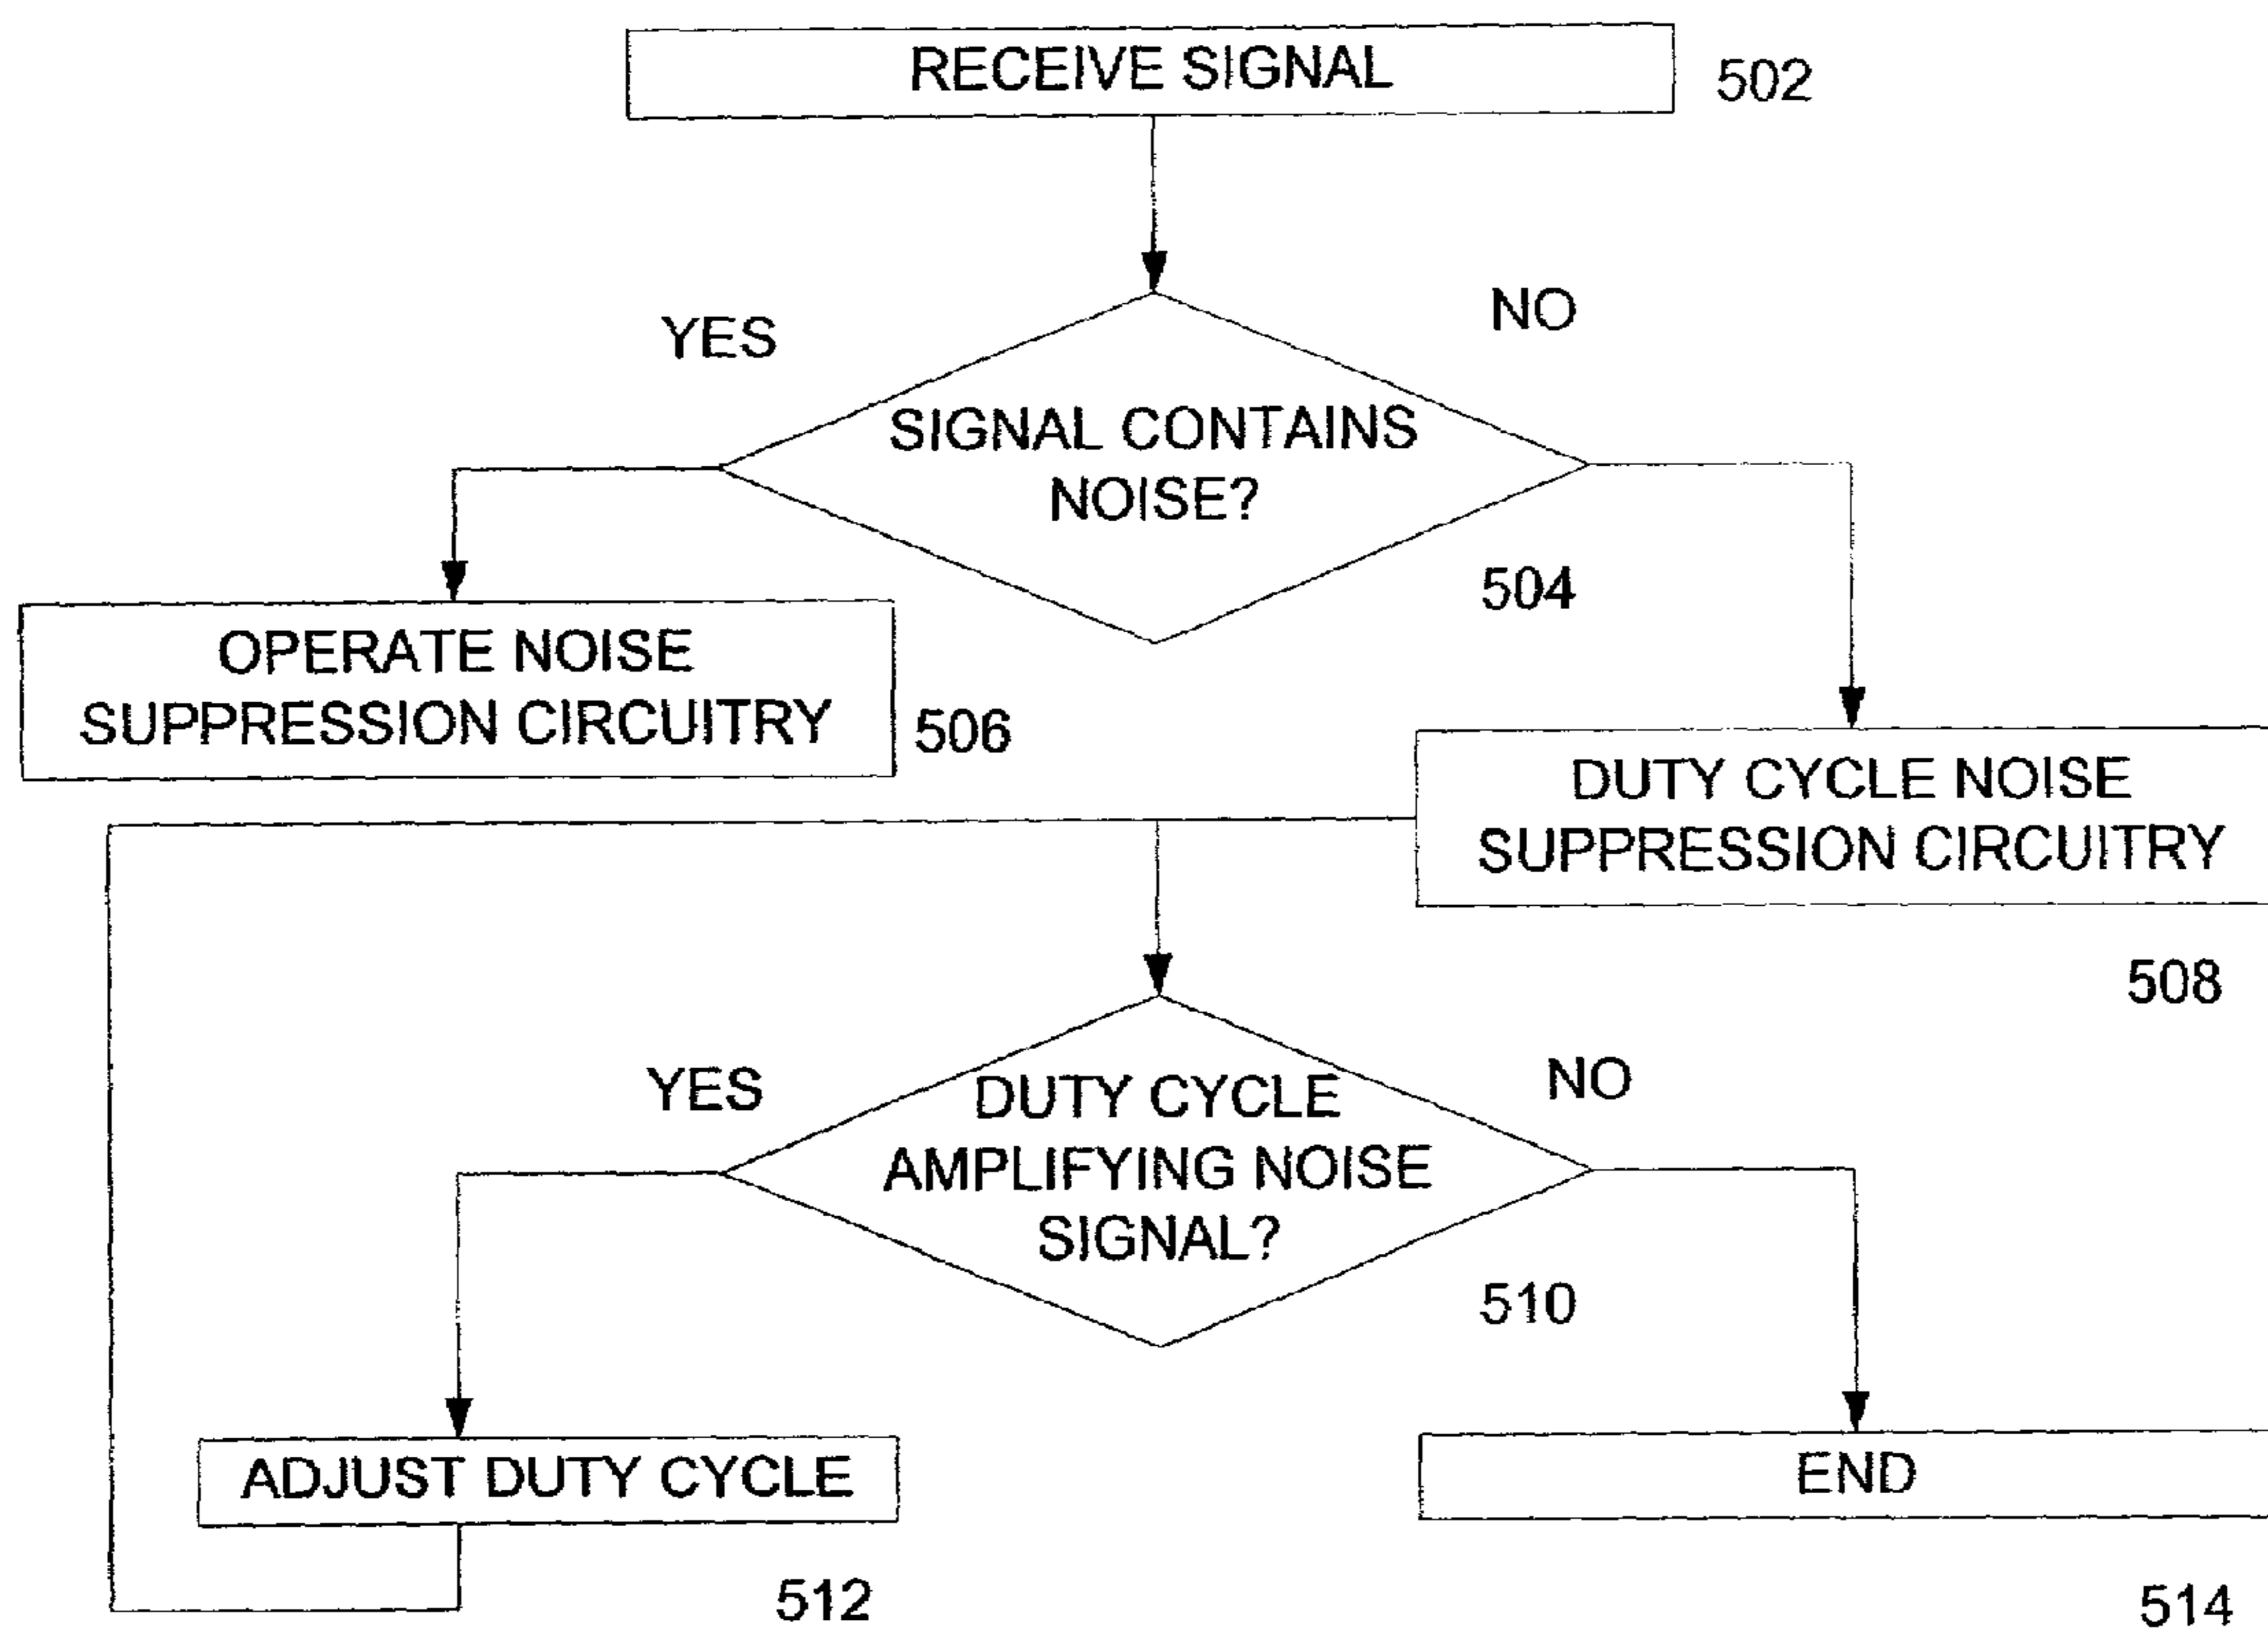 RECEIVE SIGNAL
502
YES
NO
SIGNAL CONTAINS
NOISE?
504
OPERATE NOISE
SUPPRESSION CIRCUITRY
506
DUTY CYCLE NOISE
SUPPRESSION CIRCUITRY
508
YES
NO
DUTY CYCLE
AMPLIFYING NOISE
SIGNAL?
510
ADJUST DUTY CYCLE
512
END
514